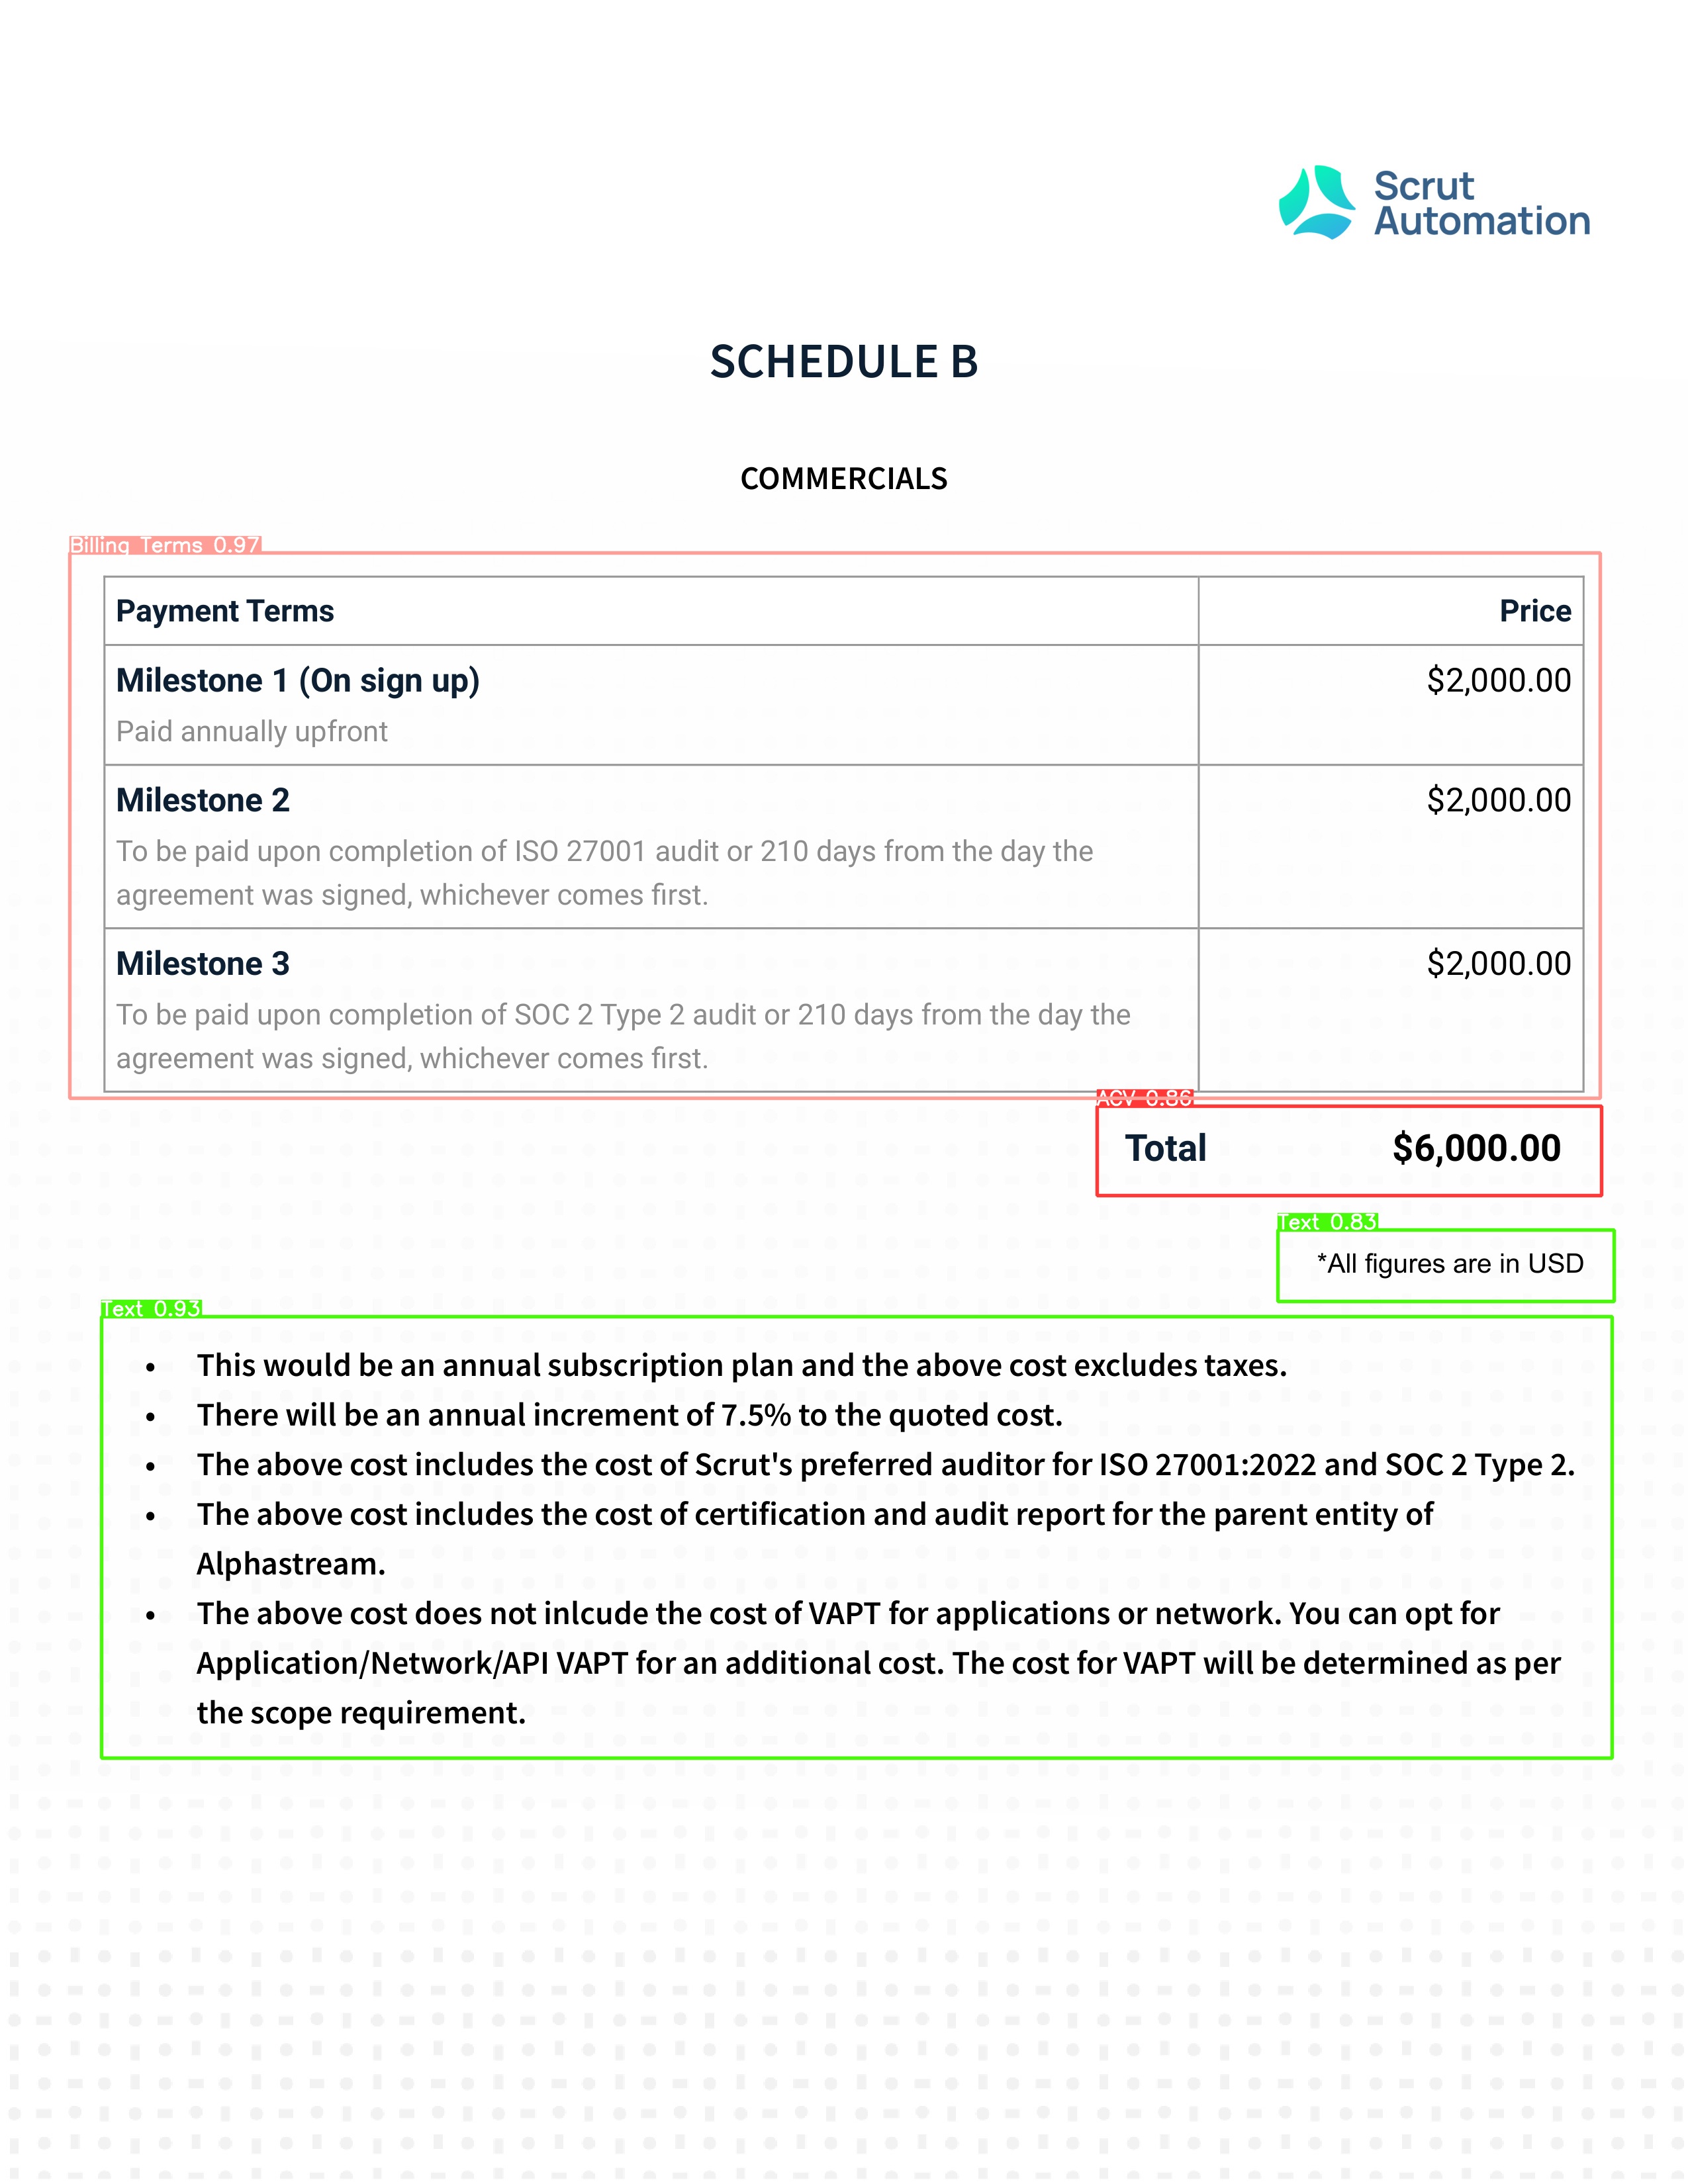 Scrut
Automation
SCHEDULE B
COMMERCIALS
Billing Terms 0.97
Payment Terms Price
Milestone 1 (On sign up) $2,000.00
Paid annually upfront
Milestone 2 $2,000.00
To be paid upon completion of ISO 27001 audit or 210 days from the day the
agreement was signed, whichever comes first.
Milestone 3 $2,000.00
To be paid upon completion of SOC 2 Type 2 audit or 210 days from the day the
agreement was signed, whichever comes first.
ACV 0.86
Total $6,000.00
Text 0.83
*All figures are in USD
Text 0.93
• This would be an annual subscription plan and the above cost excludes taxes.
• There will be an annual increment of 7.5% to the quoted cost.
• The above cost includes the cost of Scrut's preferred auditor for ISO 27001:2022 and SOC 2 Type 2.
• The above cost includes the cost of certification and audit report for the parent entity of
Alphastream.
• The above cost does not inlcude the cost of VAPT for applications or network. You can opt for
Application/Network/API VAPT for an additional cost. The cost for VAPT will be determined as per
the scope requirement.